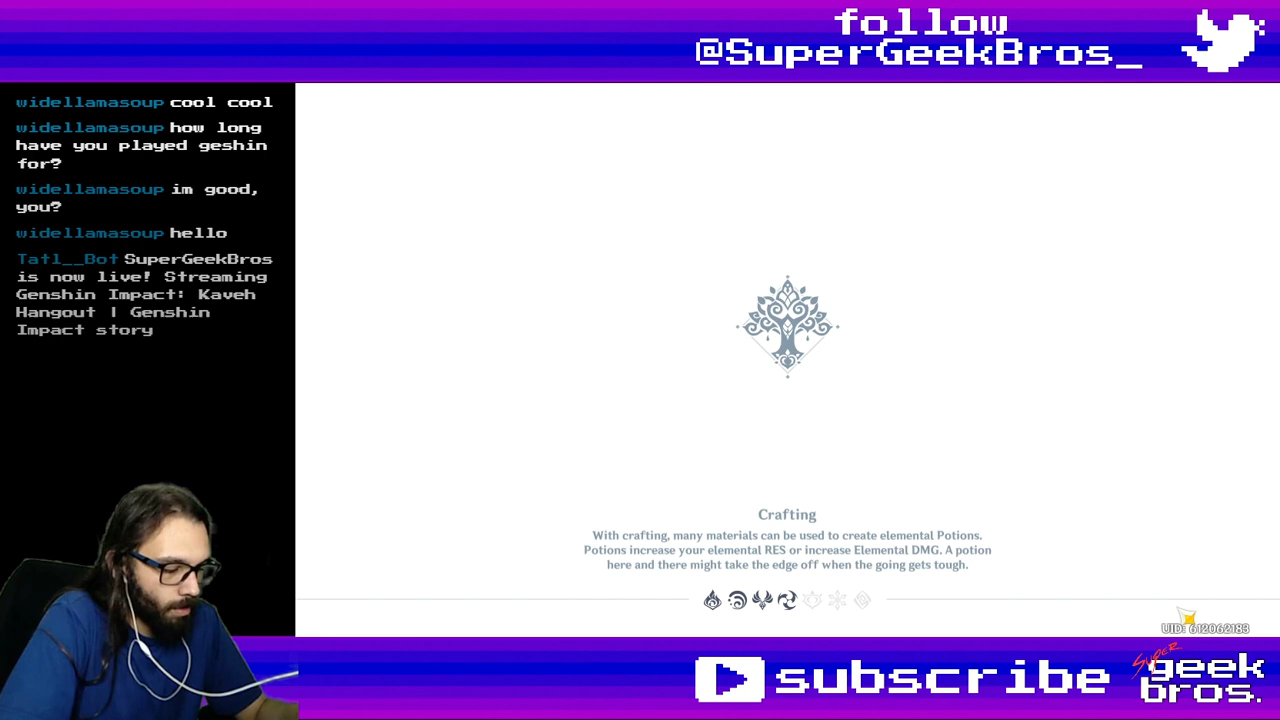 follow
@SuperGeekBros_
widellamasoup cool cool
widellamasoup how long
have you played geshin
for?
widellamasoup im good,
you?
widellamasoup hello
Tatl__Bot SuperGeekBros
is now live! Streaming
Genshin Impact: Kaveh
Hangout | Genshin
Impact story
Crafting
With crafting, many materials can be used to create elemental Potions.
Potions increase your elemental RES or increase Elemental DMG. A potion
here and there might take the edge off when the going gets tough.
UID: 612062183
subscribe
SUPER
geek
bros.